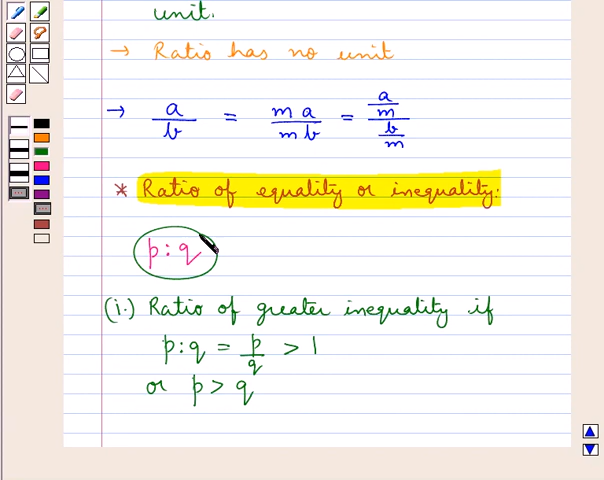 unit.
→ Ratio has no unit
→ a/b = ma/mb = (a/m)/(b/m)
* Ratio of equality or inequality:
p:q
(i.) Ratio of greater inequality if
p:q = p/q > 1
or p > q